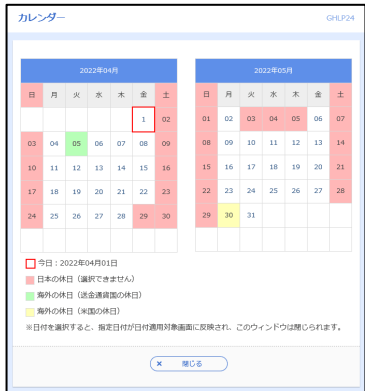 カレンダー GHLP24
2022年04月
日 月 火 水 木 金 土
1 02
03 04 05 06 07 08 09
10 11 12 13 14 15 16
17 18 19 20 21 22 23
24 25 26 27 28 29 30
2022年05月
日 月 火 水 木 金 土
01 02 03 04 05 06 07
08 09 10 11 12 13 14
15 16 17 18 19 20 21
22 23 24 25 26 27 28
29 30 31
今日：2022年04月01日
日本の休日（選択できません）
海外の休日（送金通貨国の休日）
海外の休日（米国の休日）
※日付を選択すると、指定日付が日付適用対象画面に反映され、このウィンドウは閉じられます。
× 閉じる